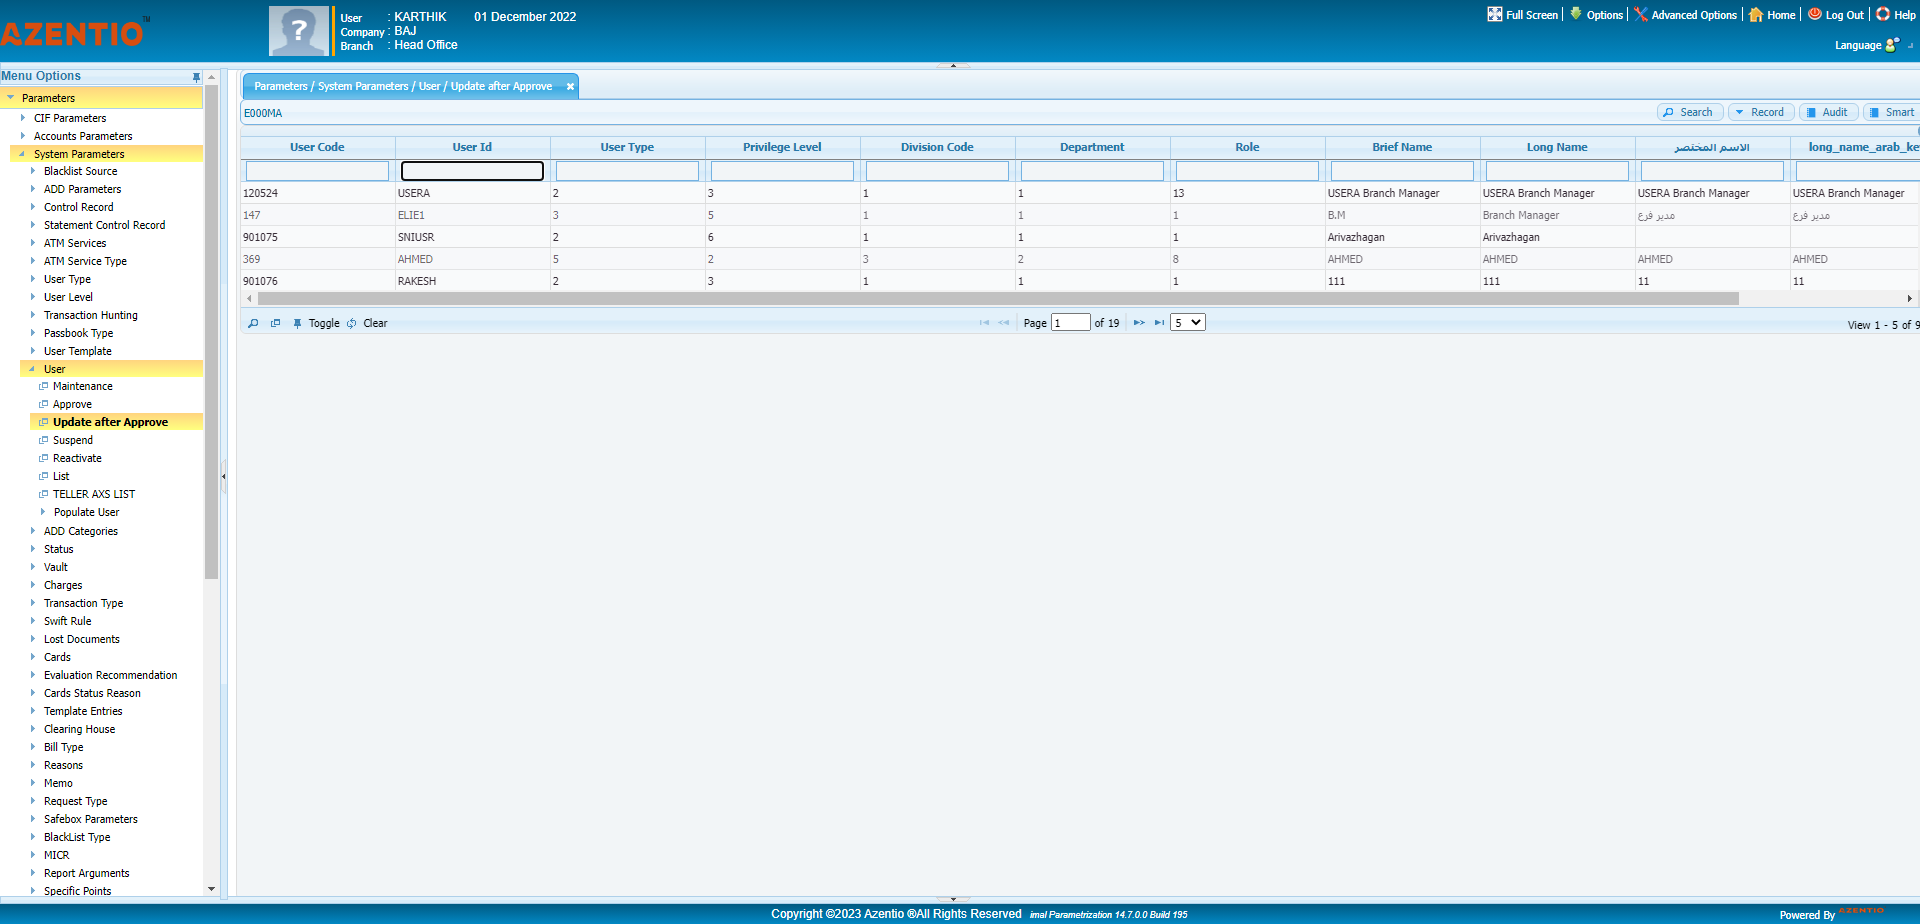 AZENTIO™
User : KARTHIK 01 December 2022
Company : BAJ
Branch : Head Office
Full Screen Options Advanced Options Home Log Out Help
Language
Menu Options
Parameters
CIF Parameters
Accounts Parameters
System Parameters
Blacklist Source
ADD Parameters
Control Record
Statement Control Record
ATM Services
ATM Service Type
User Type
User Level
Transaction Hunting
Passbook Type
User Template
User
Maintenance
Approve
Update after Approve
Suspend
Reactivate
List
TELLER AXS LIST
Populate User
ADD Categories
Status
Vault
Charges
Transaction Type
Swift Rule
Lost Documents
Cards
Evaluation Recommendation
Cards Status Reason
Template Entries
Clearing House
Bill Type
Reasons
Memo
Request Type
Safebox Parameters
BlackList Type
MICR
Report Arguments
Specific Points
Parameters / System Parameters / User / Update after Approve
E000MA
Search Record Audit Smart
User Code User Id User Type Privilege Level Division Code Department Role Brief Name Long Name الاسم المختصر long_name_arab_key
120524 USERA 2 3 1 1 13 USERA Branch Manager USERA Branch Manager USERA Branch Manager USERA Branch Manager
147 ELIE1 3 5 1 1 1 B.M Branch Manager مدير فرع مدير فرع
901075 SNIUSR 2 6 1 1 1 Arivazhagan Arivazhagan
369 AHMED 5 2 3 2 8 AHMED AHMED AHMED AHMED
901076 RAKESH 2 3 1 1 1 111 111 11 11
Toggle Clear Page 1 of 19 5 View 1 - 5 of 9
Copyright ©2023 Azentio ®All Rights Reserved imal Parametrization 14.7.0.0 Build 195
Powered By AZENTIO